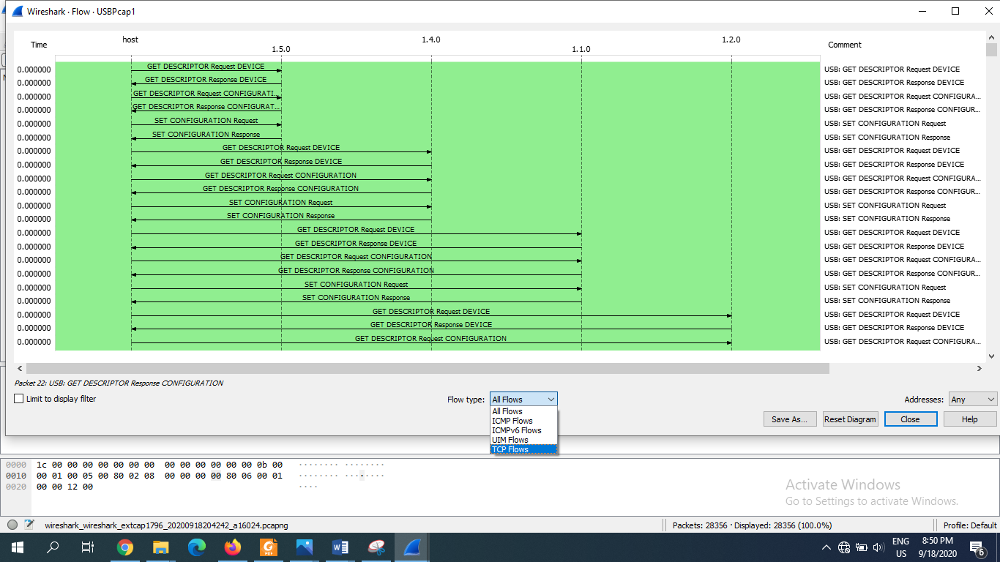 Wireshark · Flow · USBPcap1
Time host 1.5.0 1.4.0 1.1.0 1.2.0 Comment
0.000000 GET DESCRIPTOR Request DEVICE USB: GET DESCRIPTOR Request DEVICE
0.000000 GET DESCRIPTOR Response DEVICE USB: GET DESCRIPTOR Response DEVICE
0.000000 GET DESCRIPTOR Request CONFIGURATI... USB: GET DESCRIPTOR Request CONFIGURA...
0.000000 GET DESCRIPTOR Response CONFIGURAT... USB: GET DESCRIPTOR Response CONFIGUR...
0.000000 SET CONFIGURATION Request USB: SET CONFIGURATION Request
0.000000 SET CONFIGURATION Response USB: SET CONFIGURATION Response
0.000000 GET DESCRIPTOR Request DEVICE USB: GET DESCRIPTOR Request DEVICE
0.000000 GET DESCRIPTOR Response DEVICE USB: GET DESCRIPTOR Response DEVICE
0.000000 GET DESCRIPTOR Request CONFIGURATION USB: GET DESCRIPTOR Request CONFIGURA...
0.000000 GET DESCRIPTOR Response CONFIGURATION USB: GET DESCRIPTOR Response CONFIGUR...
0.000000 SET CONFIGURATION Request USB: SET CONFIGURATION Request
0.000000 SET CONFIGURATION Response USB: SET CONFIGURATION Response
0.000000 GET DESCRIPTOR Request DEVICE USB: GET DESCRIPTOR Request DEVICE
0.000000 GET DESCRIPTOR Response DEVICE USB: GET DESCRIPTOR Response DEVICE
0.000000 GET DESCRIPTOR Request CONFIGURATION USB: GET DESCRIPTOR Request CONFIGURA...
0.000000 GET DESCRIPTOR Response CONFIGURATION USB: GET DESCRIPTOR Response CONFIGUR...
0.000000 SET CONFIGURATION Request USB: SET CONFIGURATION Request
0.000000 SET CONFIGURATION Response USB: SET CONFIGURATION Response
0.000000 GET DESCRIPTOR Request DEVICE USB: GET DESCRIPTOR Request DEVICE
0.000000 GET DESCRIPTOR Response DEVICE USB: GET DESCRIPTOR Response DEVICE
0.000000 GET DESCRIPTOR Request CONFIGURATION USB: GET DESCRIPTOR Request CONFIGURA...
Packet 22: USB: GET DESCRIPTOR Response CONFIGURATION
Limit to display filter Flow type: All Flows Addresses: Any
All Flows
ICMP Flows
ICMPv6 Flows
UIM Flows
TCP Flows
Save As... Reset Diagram Close Help
0000 1c 00 00 00 00 00 00 00 00 00 00 00 00 00 0b 00 ········ ········
0010 00 01 00 05 00 80 02 08 00 00 00 00 80 06 00 01 ········ ········
0020 00 00 12 00 ····
Activate Windows
Go to Settings to activate Windows.
wireshark_wireshark_extcap1796_20200918204242_a16024.pcapng Packets: 28356 · Displayed: 28356 (100.0%) Profile: Default
ENG 8:50 PM
US 9/18/2020 6
PDF